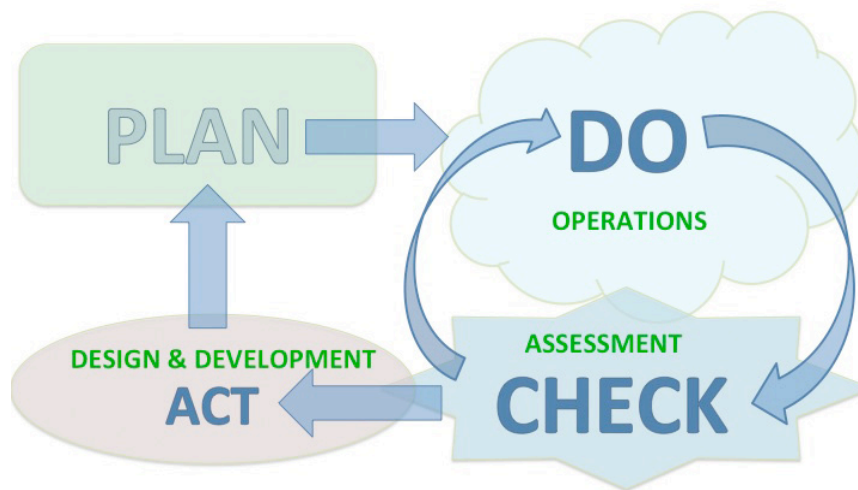 PLAN
DO
OPERATIONS
DESIGN & DEVELOPMENT
ACT
ASSESSMENT
CHECK